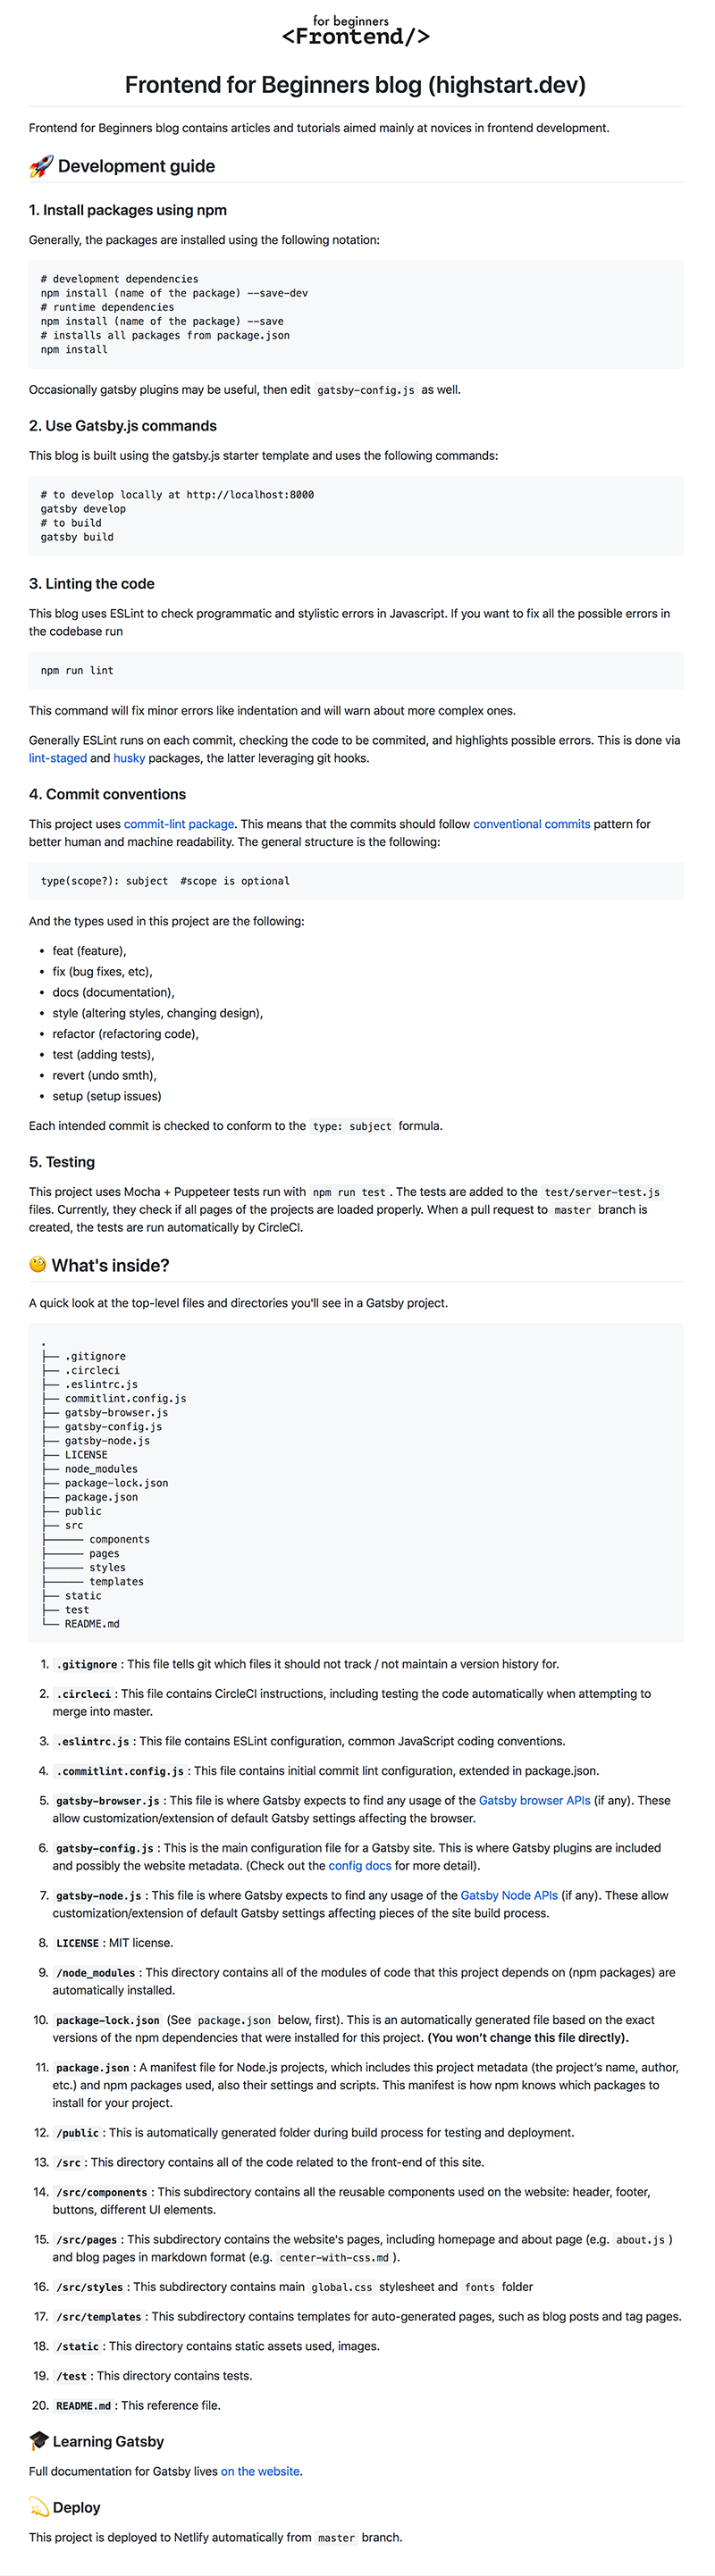 for beginners
<Frontend/>
Frontend for Beginners blog (highstart.dev)
Frontend for Beginners blog contains articles and tutorials aimed mainly at novices in frontend development.
🚀 Development guide
1. Install packages using npm
Generally, the packages are installed using the following notation:
# development dependencies
npm install (name of the package) --save-dev
# runtime dependencies
npm install (name of the package) --save
# installs all packages from package.json
npm install
Occasionally gatsby plugins may be useful, then edit gatsby-config.js as well.
2. Use Gatsby.js commands
This blog is built using the gatsby.js starter template and uses the following commands:
# to develop locally at http://localhost:8000
gatsby develop
# to build
gatsby build
3. Linting the code
This blog uses ESLint to check programmatic and stylistic errors in Javascript. If you want to fix all the possible errors in
the codebase run
npm run lint
This command will fix minor errors like indentation and will warn about more complex ones.
Generally ESLint runs on each commit, checking the code to be commited, and highlights possible errors. This is done via
lint-staged and husky packages, the latter leveraging git hooks.
4. Commit conventions
This project uses commit-lint package. This means that the commits should follow conventional commits pattern for
better human and machine readability. The general structure is the following:
type(scope?): subject  #scope is optional
And the types used in this project are the following:
• feat (feature),
• fix (bug fixes, etc),
• docs (documentation),
• style (altering styles, changing design),
• refactor (refactoring code),
• test (adding tests),
• revert (undo smth),
• setup (setup issues)
Each intended commit is checked to conform to the type: subject formula.
5. Testing
This project uses Mocha + Puppeteer tests run with npm run test. The tests are added to the test/server-test.js
files. Currently, they check if all pages of the projects are loaded properly. When a pull request to master branch is
created, the tests are run automatically by CircleCI.
🧐 What's inside?
A quick look at the top-level files and directories you'll see in a Gatsby project.
.
├── .gitignore
├── .circleci
├── .eslintrc.js
├── commitlint.config.js
├── gatsby-browser.js
├── gatsby-config.js
├── gatsby-node.js
├── LICENSE
├── node_modules
├── package-lock.json
├── package.json
├── public
├── src
├────── components
├────── pages
├────── styles
├────── templates
├── static
├── test
└── README.md
1. .gitignore : This file tells git which files it should not track / not maintain a version history for.
2. .circleci : This file contains CircleCI instructions, including testing the code automatically when attempting to
merge into master.
3. .eslintrc.js : This file contains ESLint configuration, common JavaScript coding conventions.
4. .commitlint.config.js : This file contains initial commit lint configuration, extended in package.json.
5. gatsby-browser.js : This file is where Gatsby expects to find any usage of the Gatsby browser APIs (if any). These
allow customization/extension of default Gatsby settings affecting the browser.
6. gatsby-config.js : This is the main configuration file for a Gatsby site. This is where Gatsby plugins are included
and possibly the website metadata. (Check out the config docs for more detail).
7. gatsby-node.js : This file is where Gatsby expects to find any usage of the Gatsby Node APIs (if any). These allow
customization/extension of default Gatsby settings affecting pieces of the site build process.
8. LICENSE : MIT license.
9. /node_modules : This directory contains all of the modules of code that this project depends on (npm packages) are
automatically installed.
10. package-lock.json (See package.json below, first). This is an automatically generated file based on the exact
versions of the npm dependencies that were installed for this project. (You won’t change this file directly).
11. package.json : A manifest file for Node.js projects, which includes this project metadata (the project’s name, author,
etc.) and npm packages used, also their settings and scripts. This manifest is how npm knows which packages to
install for your project.
12. /public : This is automatically generated folder during build process for testing and deployment.
13. /src : This directory contains all of the code related to the front-end of this site.
14. /src/components : This subdirectory contains all the reusable components used on the website: header, footer,
buttons, different UI elements.
15. /src/pages : This subdirectory contains the website's pages, including homepage and about page (e.g. about.js )
and blog pages in markdown format (e.g. center-with-css.md ).
16. /src/styles : This subdirectory contains main global.css stylesheet and fonts folder
17. /src/templates : This subdirectory contains templates for auto-generated pages, such as blog posts and tag pages.
18. /static : This directory contains static assets used, images.
19. /test : This directory contains tests.
20. README.md : This reference file.
🎓 Learning Gatsby
Full documentation for Gatsby lives on the website.
💫 Deploy
This project is deployed to Netlify automatically from master branch.